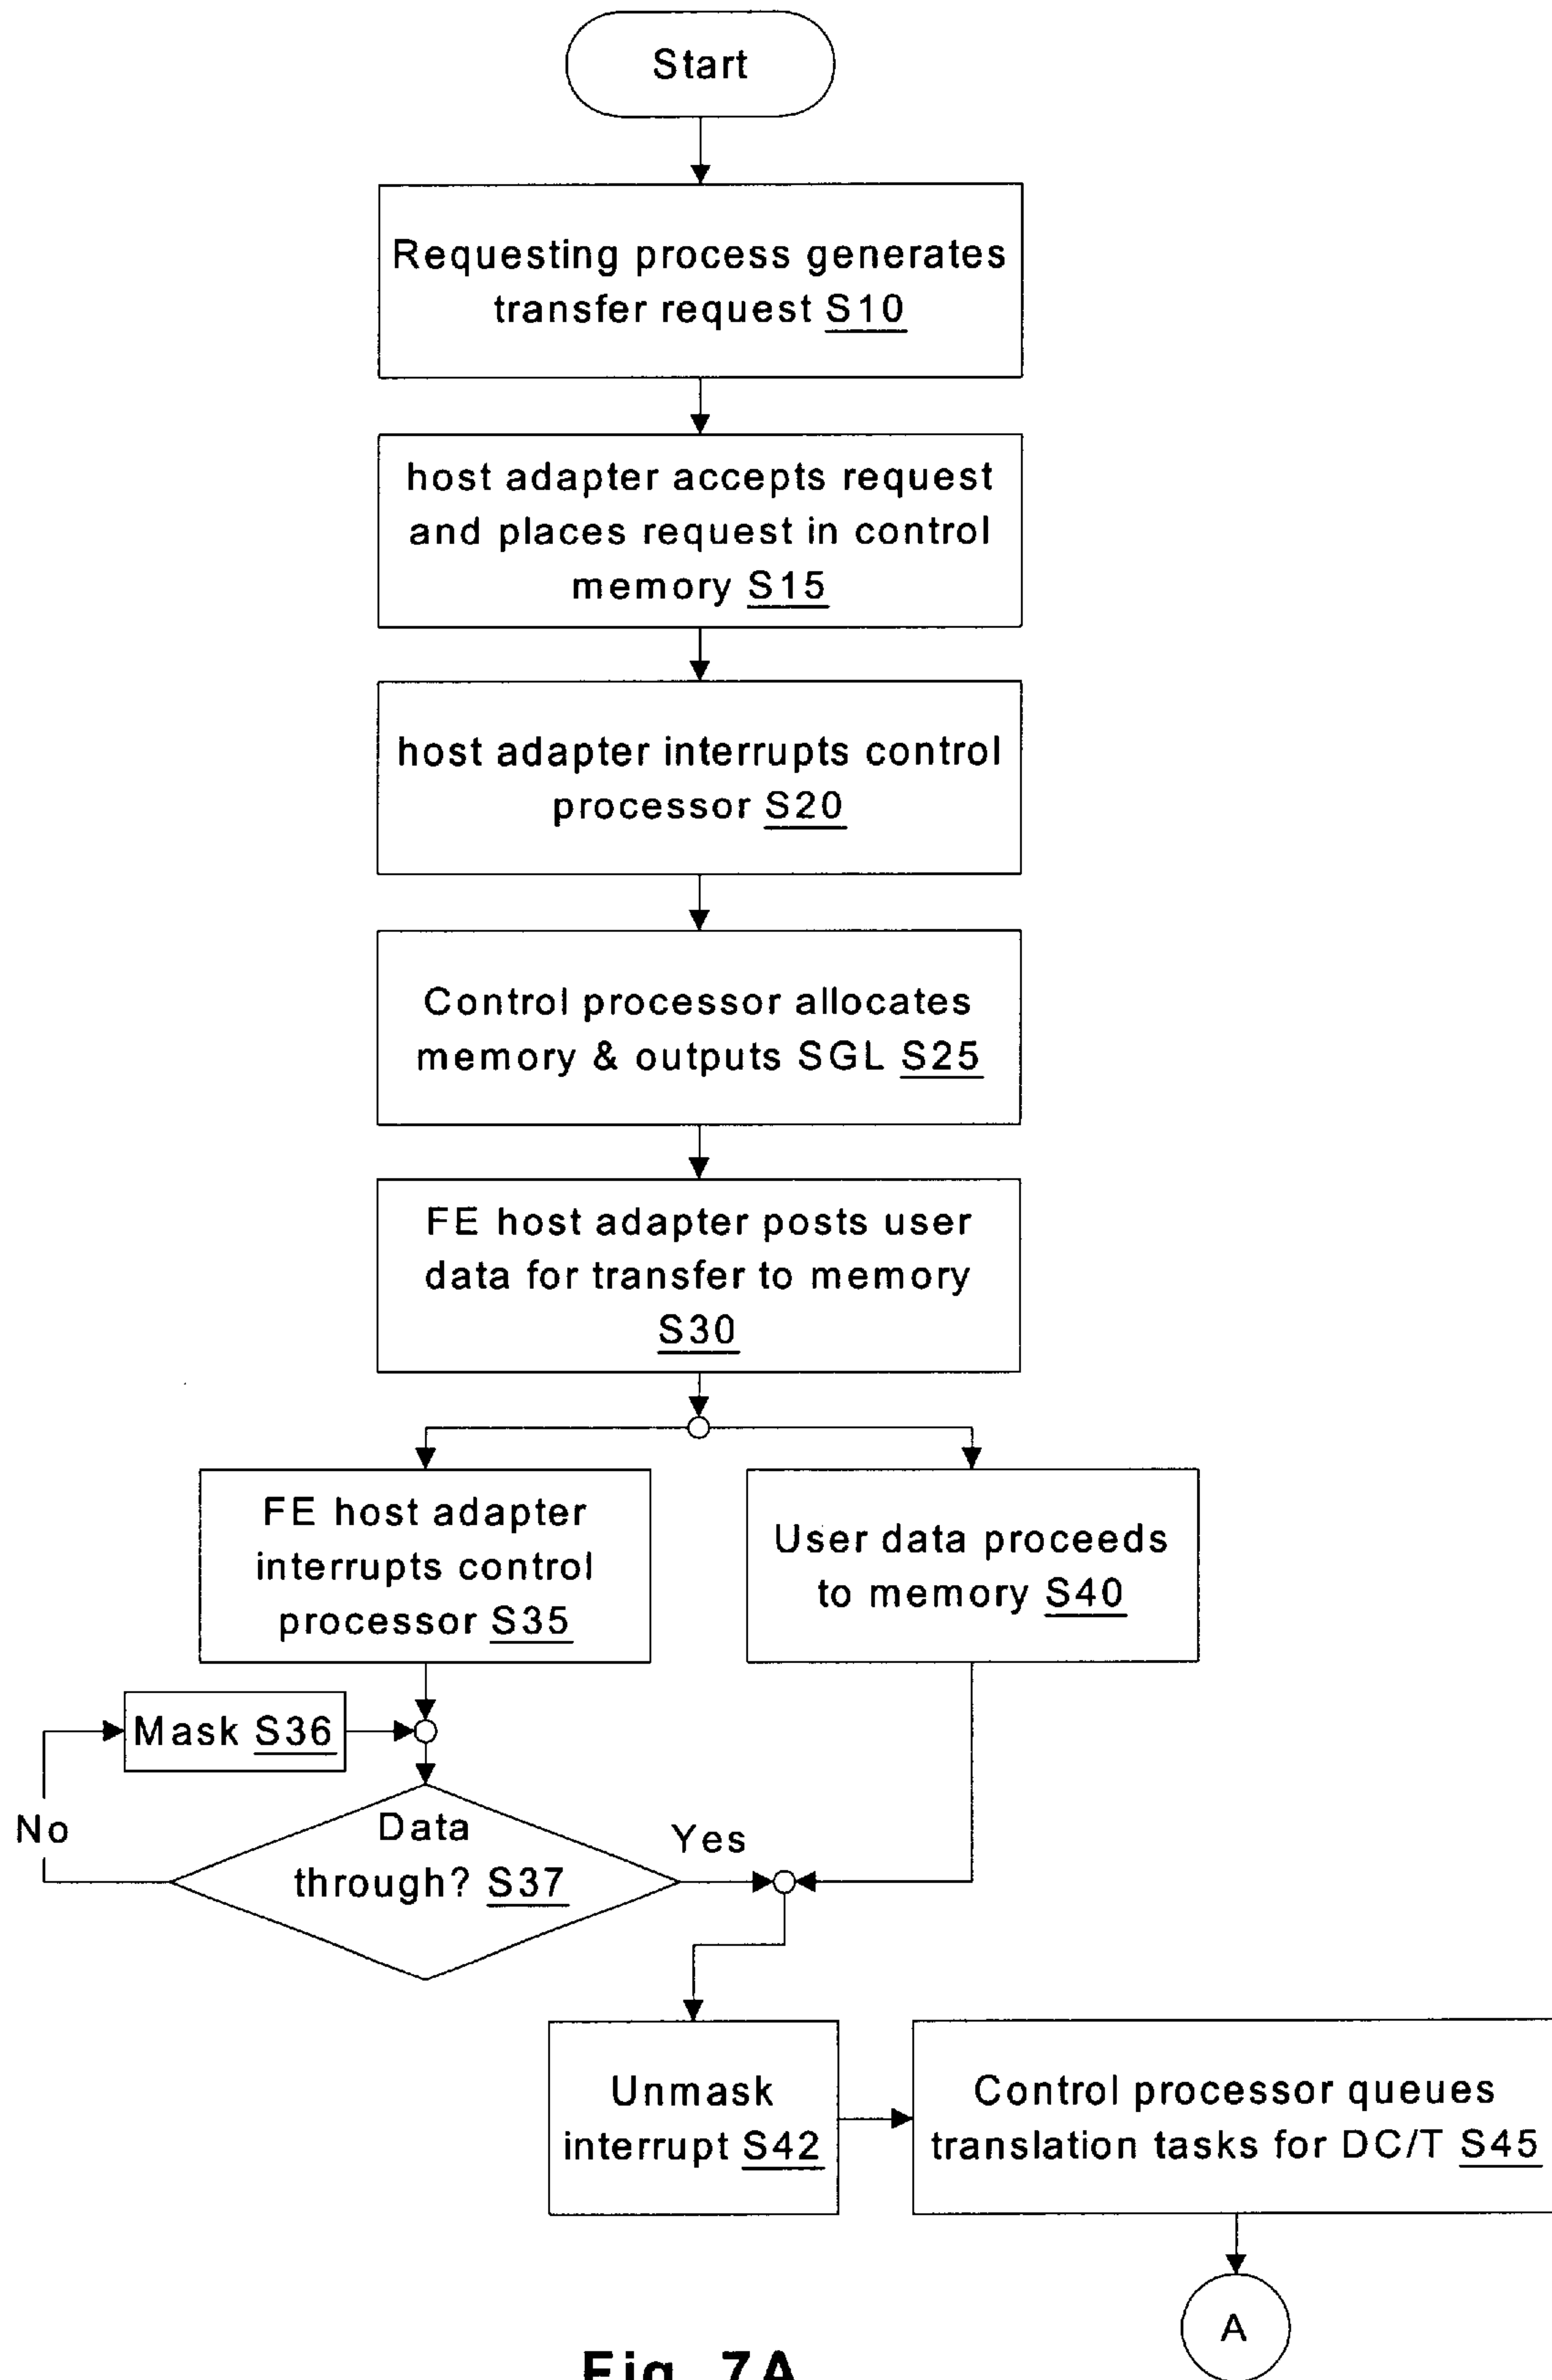 Start
Requesting process generates
transfer request S10
host adapter accepts request
and places request in control
memory S15
host adapter interrupts control
processor S20
Control processor allocates
memory & outputs SGL S25
FE host adapter posts user
data for transfer to memory
S30
FE host adapter
interrupts control
processor S35
User data proceeds
to memory S40
Mask S36
No
Data
through? S37
Yes
Unmask
interrupt S42
Control processor queues
translation tasks for DC/T S45
A
Fig. 7A